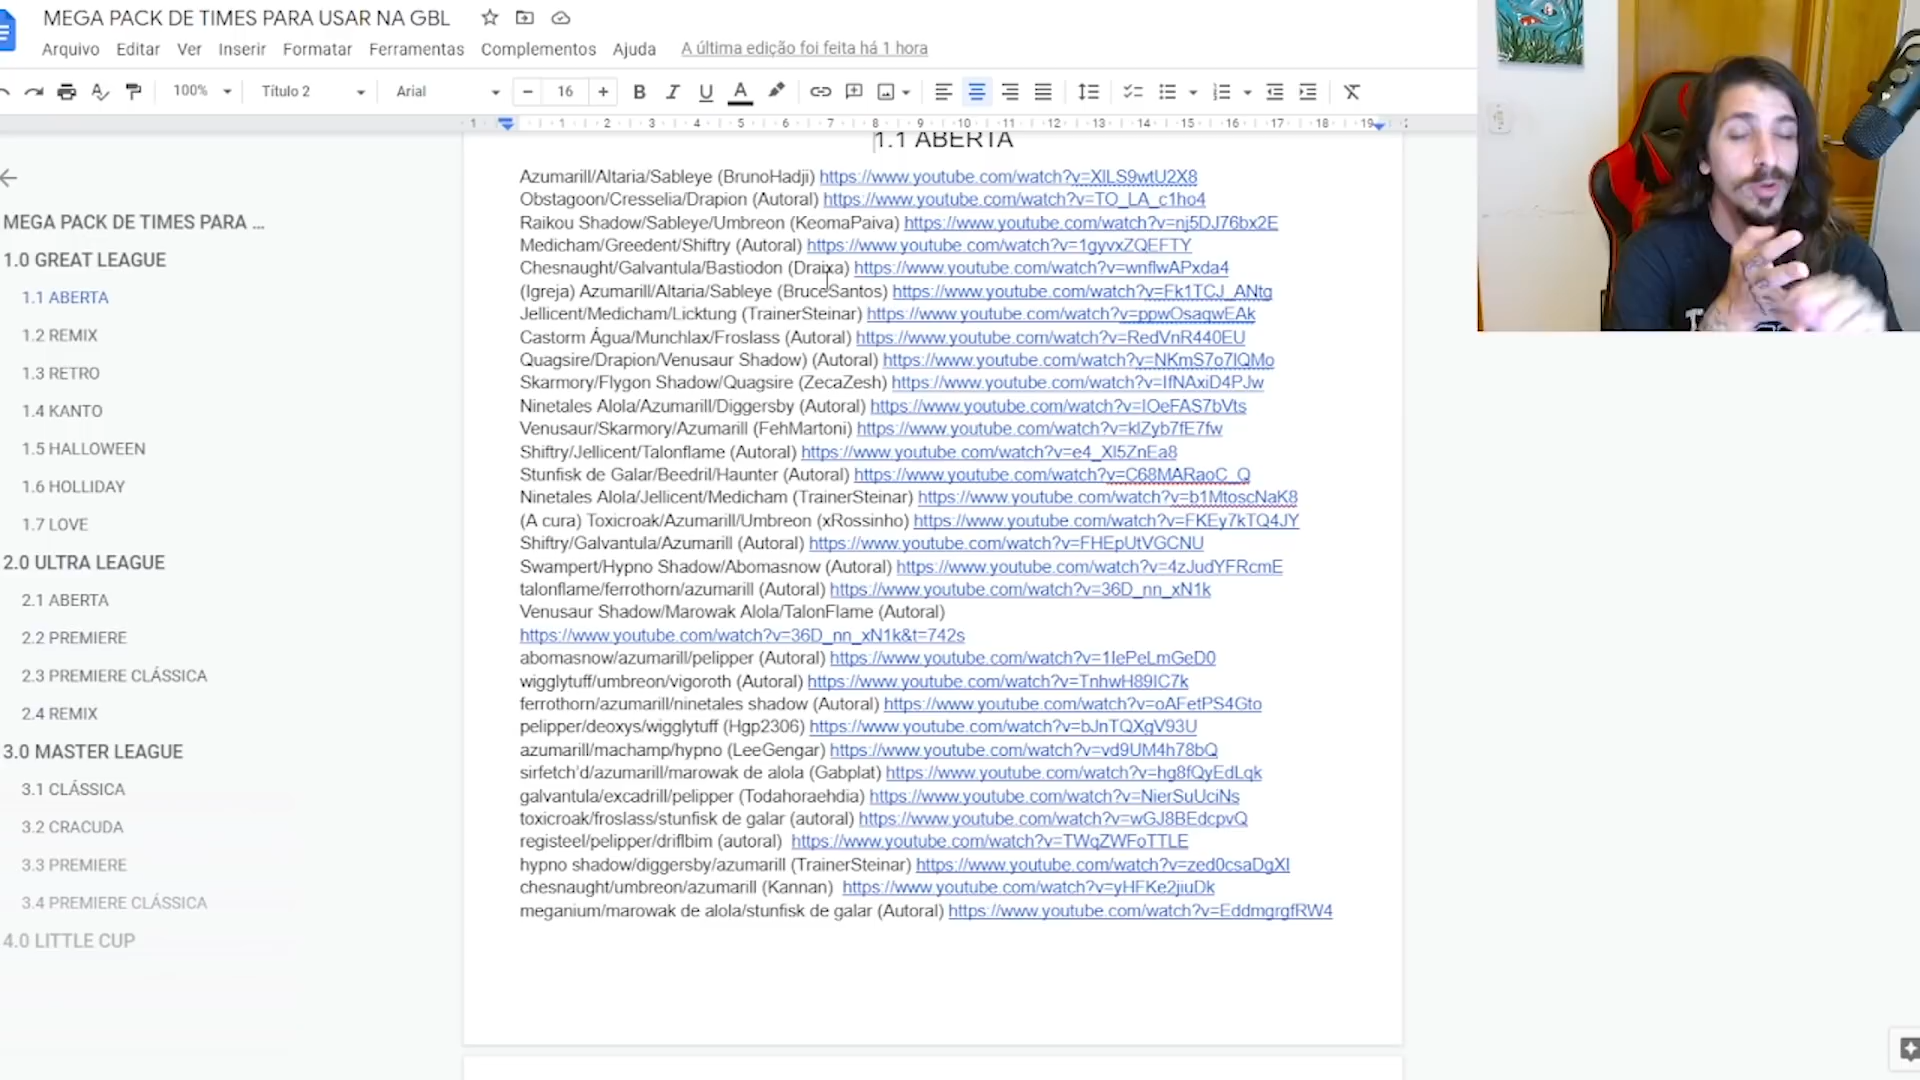 MEGA PACK DE TIMES PARA USAR NA GBL
Arquivo Editar Ver Inserir Formatar Ferramentas Complementos Ajuda A última edição foi feita há 1 hora
100% Título 2 Arial 16
1 1 2 3 4 5 6 7 8 9 10 11 12 13 14 15 16 17 18 19
MEGA PACK DE TIMES PARA ...
1.0 GREAT LEAGUE
1.1 ABERTA
1.2 REMIX
1.3 RETRO
1.4 KANTO
1.5 HALLOWEEN
1.6 HOLLIDAY
1.7 LOVE
2.0 ULTRA LEAGUE
2.1 ABERTA
2.2 PREMIERE
2.3 PREMIERE CLÁSSICA
2.4 REMIX
3.0 MASTER LEAGUE
3.1 CLÁSSICA
3.2 CRACUDA
3.3 PREMIERE
3.4 PREMIERE CLÁSSICA
4.0 LITTLE CUP
1.1 ABERTA
Azumarill/Altaria/Sableye (BrunoHadji) https://www.youtube.com/watch?v=XlLS9wtU2X8
Obstagoon/Cresselia/Drapion (Autoral) https://www.youtube.com/watch?v=TO_LA_c1ho4
Raikou Shadow/Sableye/Umbreon (KeomaPaiva) https://www.youtube.com/watch?v=nj5DJ76bx2E
Medicham/Greedent/Shiftry (Autoral) https://www.youtube.com/watch?v=1gyvxZQEFTY
Chesnaught/Galvantula/Bastiodon (Draixa) https://www.youtube.com/watch?v=wnflwAPxda4
(Igreja) Azumarill/Altaria/Sableye (BruceSantos) https://www.youtube.com/watch?v=Fk1TCJ_ANtg
Jellicent/Medicham/Licktung (TrainerSteinar) https://www.youtube.com/watch?v=ppwOsaqwEAk
Castorm Água/Munchlax/Froslass (Autoral) https://www.youtube.com/watch?v=RedVnR440EU
Quagsire/Drapion/Venusaur Shadow) (Autoral) https://www.youtube.com/watch?v=NKmS7o7lQMo
Skarmory/Flygon Shadow/Quagsire (ZecaZesh) https://www.youtube.com/watch?v=IfNAxiD4PJw
Ninetales Alola/Azumarill/Diggersby (Autoral) https://www.youtube.com/watch?v=IOeFAS7bVts
Venusaur/Skarmory/Azumarill (FehMartoni) https://www.youtube.com/watch?v=klZyb7fE7fw
Shiftry/Jellicent/Talonflame (Autoral) https://www.youtube.com/watch?v=e4_Xl5ZnEa8
Stunfisk de Galar/Beedril/Haunter (Autoral) https://www.youtube.com/watch?v=C68MARaoC_Q
Ninetales Alola/Jellicent/Medicham (TrainerSteinar) https://www.youtube.com/watch?v=b1MtoscNaK8
(A cura) Toxicroak/Azumarill/Umbreon (xRossinho) https://www.youtube.com/watch?v=FKEy7kTQ4JY
Shiftry/Galvantula/Azumarill (Autoral) https://www.youtube.com/watch?v=FHEpUtVGCNU
Swampert/Hypno Shadow/Abomasnow (Autoral) https://www.youtube.com/watch?v=4zJudYFRcmE
talonflame/ferrothorn/azumarill (Autoral) https://www.youtube.com/watch?v=36D_nn_xN1k
Venusaur Shadow/Marowak Alola/TalonFlame (Autoral)
https://www.youtube.com/watch?v=36D_nn_xN1k&t=742s
abomasnow/azumarill/pelipper (Autoral) https://www.youtube.com/watch?v=1IePeLmGeD0
wigglytuff/umbreon/vigoroth (Autoral) https://www.youtube.com/watch?v=TnhwH89IC7k
ferrothorn/azumarill/ninetales shadow (Autoral) https://www.youtube.com/watch?v=oAFetPS4Gto
pelipper/deoxys/wigglytuff (Hgp2306) https://www.youtube.com/watch?v=bJnTQXgV93U
azumarill/machamp/hypno (LeeGengar) https://www.youtube.com/watch?v=vd9UM4h78bQ
sirfetch'd/azumarill/marowak de alola (Gabplat) https://www.youtube.com/watch?v=hg8fQyEdLqk
galvantula/excadrill/pelipper (Todahoraehdia) https://www.youtube.com/watch?v=NierSuUciNs
toxicroak/froslass/stunfisk de galar (autoral) https://www.youtube.com/watch?v=wGJ8BEdcpvQ
registeel/pelipper/driflbim (autoral) https://www.youtube.com/watch?v=TWqZWFoTTLE
hypno shadow/diggersby/azumarill (TrainerSteinar) https://www.youtube.com/watch?v=zed0csaDgXI
chesnaught/umbreon/azumarill (Kannan) https://www.youtube.com/watch?v=yHFKe2jiuDk
meganium/marowak de alola/stunfisk de galar (Autoral) https://www.youtube.com/watch?v=EddmgrgfRW4